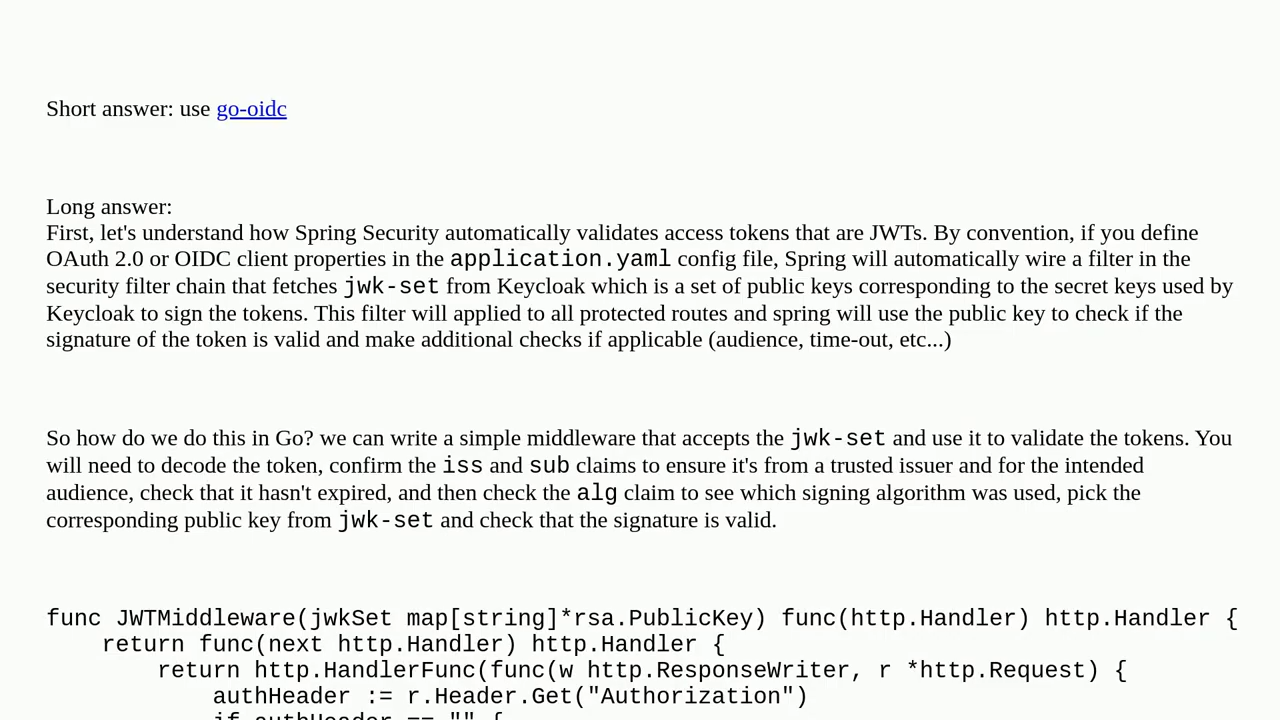 Short answer: use go-oidc
Long answer:
First, let's understand how Spring Security automatically validates access tokens that are JWTs. By convention, if you define
OAuth 2.0 or OIDC client properties in the application.yaml config file, Spring will automatically wire a filter in the
security filter chain that fetches jwk-set from Keycloak which is a set of public keys corresponding to the secret keys used by
Keycloak to sign the tokens. This filter will applied to all protected routes and spring will use the public key to check if the
signature of the token is valid and make additional checks if applicable (audience, time-out, etc...)
So how do we do this in Go? we can write a simple middleware that accepts the jwk-set and use it to validate the tokens. You
will need to decode the token, confirm the iss and sub claims to ensure it's from a trusted issuer and for the intended
audience, check that it hasn't expired, and then check the alg claim to see which signing algorithm was used, pick the
corresponding public key from jwk-set and check that the signature is valid.
func JWTMiddleware(jwkSet map[string]*rsa.PublicKey) func(http.Handler) http.Handler {
    return func(next http.Handler) http.Handler {
        return http.HandlerFunc(func(w http.ResponseWriter, r *http.Request) {
            authHeader := r.Header.Get("Authorization")
            if authHeader == "" {